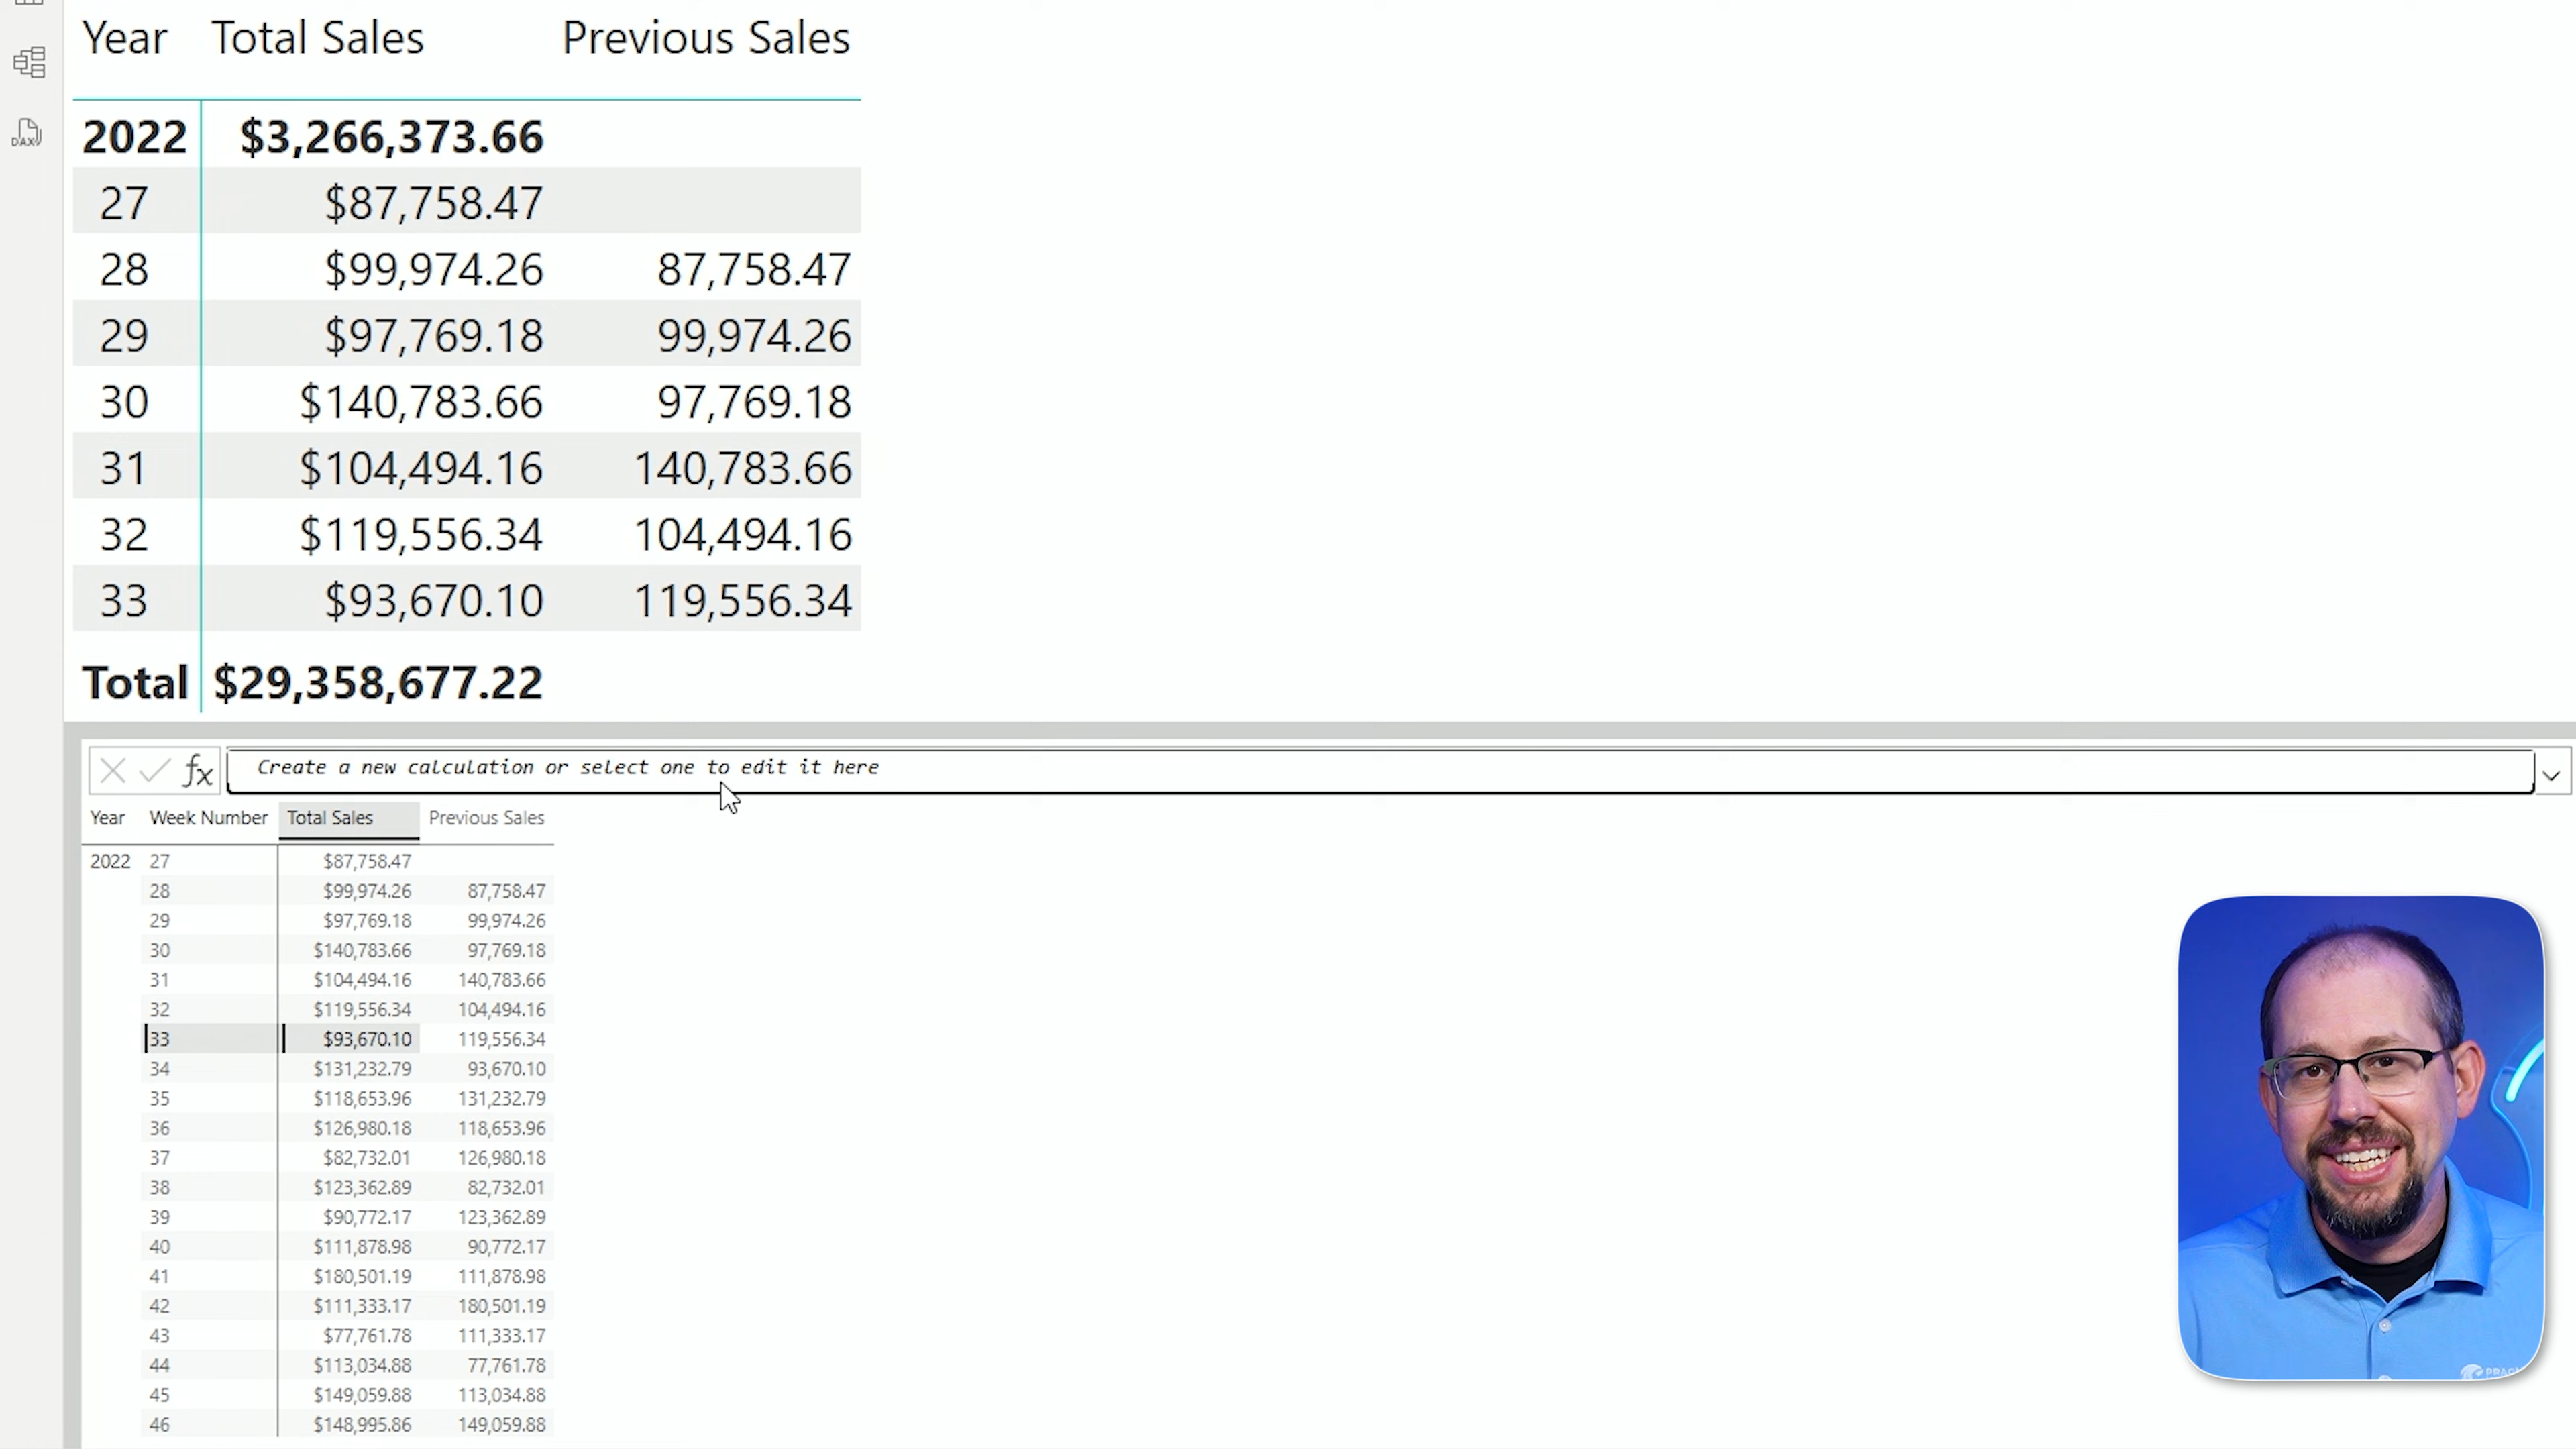 Year Total Sales Previous Sales
2022 $3,266,373.66
27 $87,758.47
28 $99,974.26 87,758.47
29 $97,769.18 99,974.26
30 $140,783.66 97,769.18
31 $104,494.16 140,783.66
32 $119,556.34 104,494.16
33 $93,670.10 119,556.34
Total $29,358,677.22
DAX
fx Create a new calculation or select one to edit it here
Year Week Number Total Sales Previous Sales
2022 27 $87,758.47
28 $99,974.26 87,758.47
29 $97,769.18 99,974.26
30 $140,783.66 97,769.18
31 $104,494.16 140,783.66
32 $119,556.34 104,494.16
33 $93,670.10 119,556.34
34 $131,232.79 93,670.10
35 $118,653.96 131,232.79
36 $126,980.18 118,653.96
37 $82,732.01 126,980.18
38 $123,362.89 82,732.01
39 $90,772.17 123,362.89
40 $111,878.98 90,772.17
41 $180,501.19 111,878.98
42 $111,333.17 180,501.19
43 $77,761.78 111,333.17
44 $113,034.88 77,761.78
45 $149,059.88 113,034.88
46 $148,995.86 149,059.88